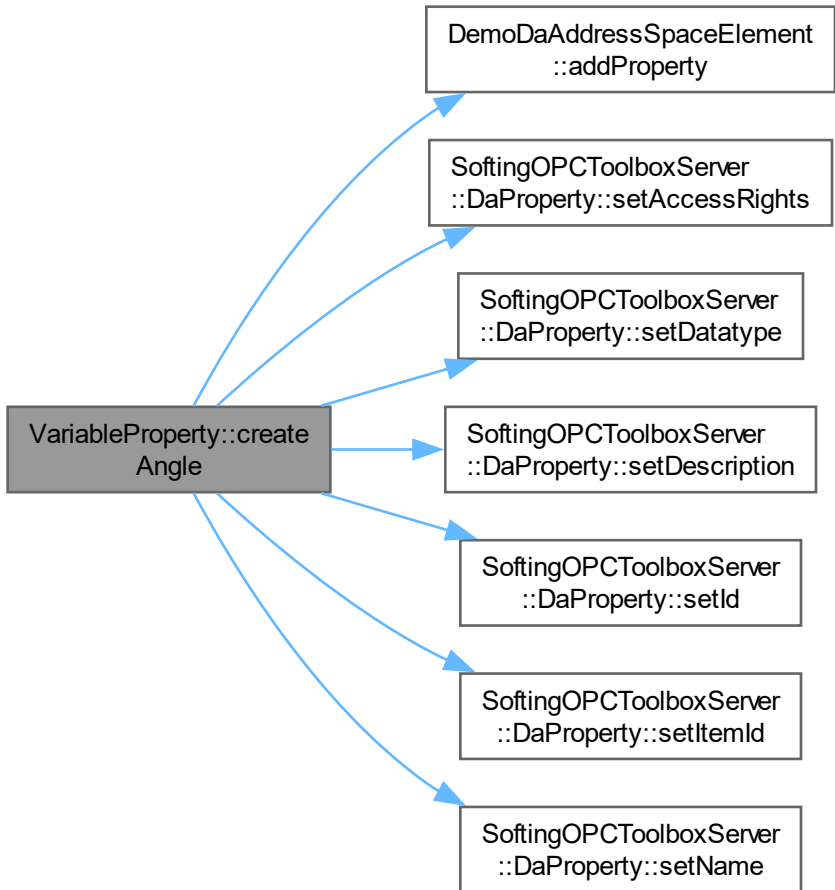 DemoDaAddressSpaceElement
::addProperty
SoftingOPCToolboxServer
::DaProperty::setAccessRights
SoftingOPCToolboxServer
::DaProperty::setDatatype
VariableProperty::create
Angle
SoftingOPCToolboxServer
::DaProperty::setDescription
SoftingOPCToolboxServer
::DaProperty::setId
SoftingOPCToolboxServer
::DaProperty::setItemId
SoftingOPCToolboxServer
::DaProperty::setName